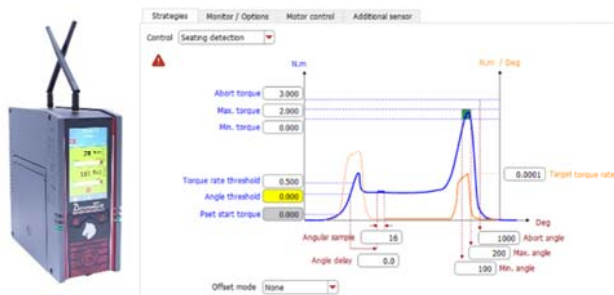 Strategies
Monitor / Options
Motor control
Additional sensor
Control
Seating detection
N.m
N.m / Deg
Abort torque
3.000
Max. torque
2.000
Min. torque
0.000
Torque rate threshold
0.500
0.0001
Target torque rate
Angle threshold
0.000
Pset start torque
0.000
Deg
Angular sample
16
1000
Abort angle
Angle delay
0.0
200
Max. angle
100
Min. angle
Offset mode
None